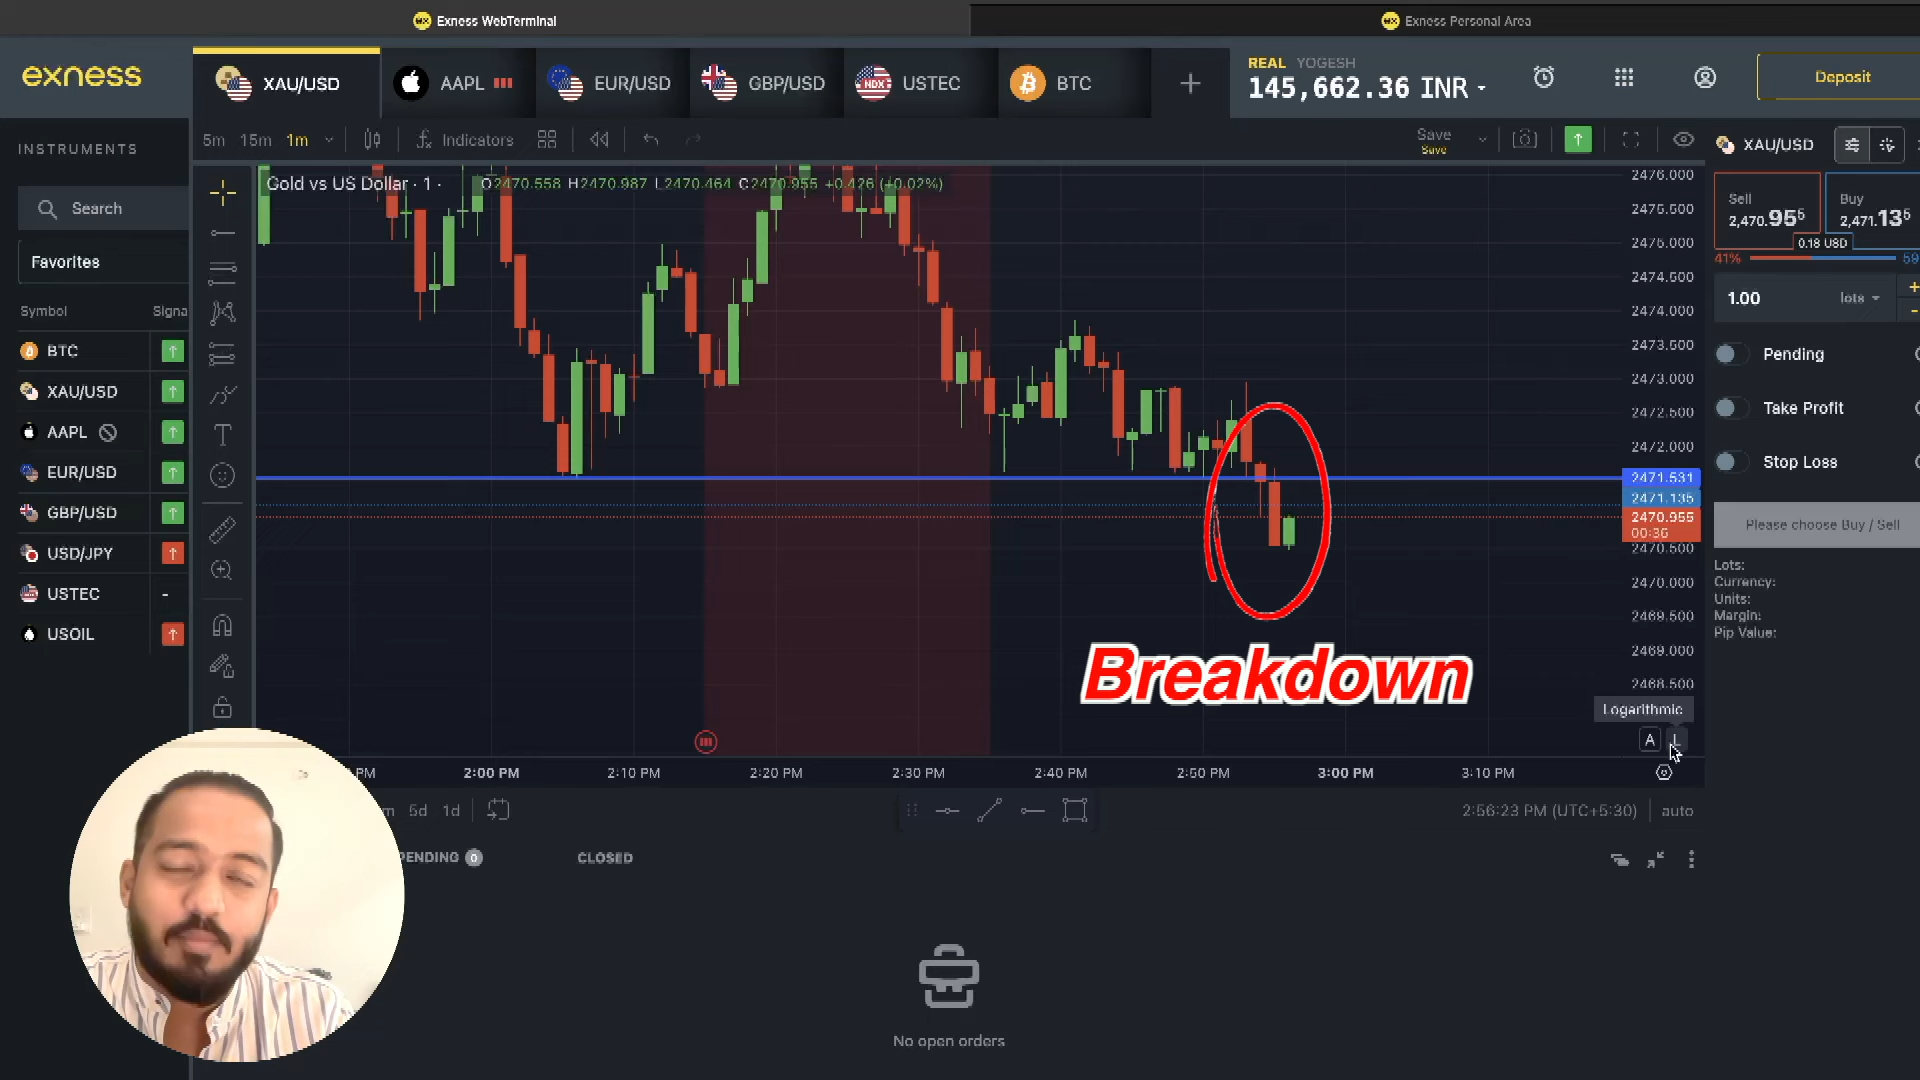 Exness WebTerminal
Exness Personal Area
exness
XAU/USD
AAPL
EUR/USD
GBP/USD
USTEC
BTC
REAL YOGESH
145,662.36 INR
Deposit
INSTRUMENTS
5m 15m 1m
Indicators
Save
Save
XAU/USD
Search
Gold vs US Dollar · 1 · O2470.558 H2470.987 L2470.464 C2470.955 +0.426 (+0.02%)
Sell
2,470.95⁵
Buy
2,471.13⁵
0.18 USD
41%
59
Favorites
1.00 lots
Symbol
Signa
BTC
XAU/USD
AAPL
EUR/USD
GBP/USD
USD/JPY
USTEC -
USOIL
2476.000
2475.500
2475.000
2474.500
2474.000
2473.500
2473.000
2472.500
2472.000
2471.531
2471.135
2470.955
00:36
2470.500
2470.000
2469.500
2469.000
2468.500
Pending
Take Profit
Stop Loss
Please choose Buy / Sell
Lots:
Currency:
Units:
Margin:
Pip Value:
Breakdown
Logarithmic
A L
PM
2:00 PM
2:10 PM
2:20 PM
2:30 PM
2:40 PM
2:50 PM
3:00 PM
3:10 PM
m 5d 1d
2:56:23 PM (UTC+5:30)
auto
PENDING 0
CLOSED
No open orders